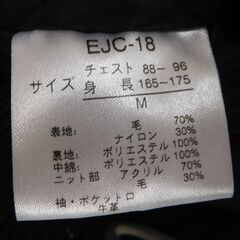 EJC-18
サイズ チェスト 88～96
身長 165～175
M
表地: 毛 70%
ナイロン 30%
裏地: ポリエステル 100%
中綿: ポリエステル 100%
ニット部 アクリル 70%
毛 30%
袖・ポケット口
牛革